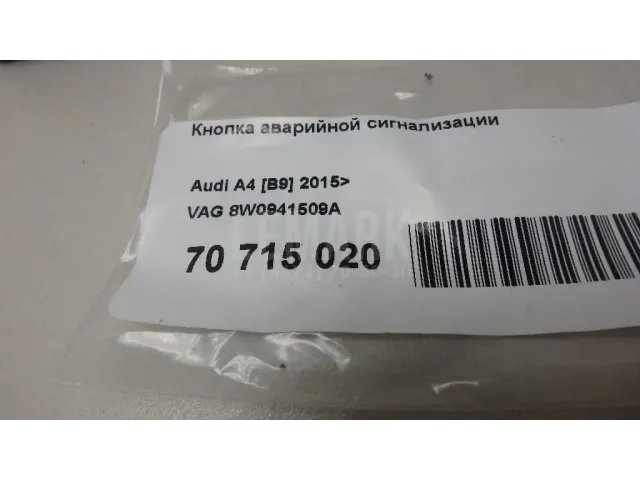 Кнопка аварийной сигнализации
Audi A4 [B9] 2015>
VAG 8W0941509A
70 715 020